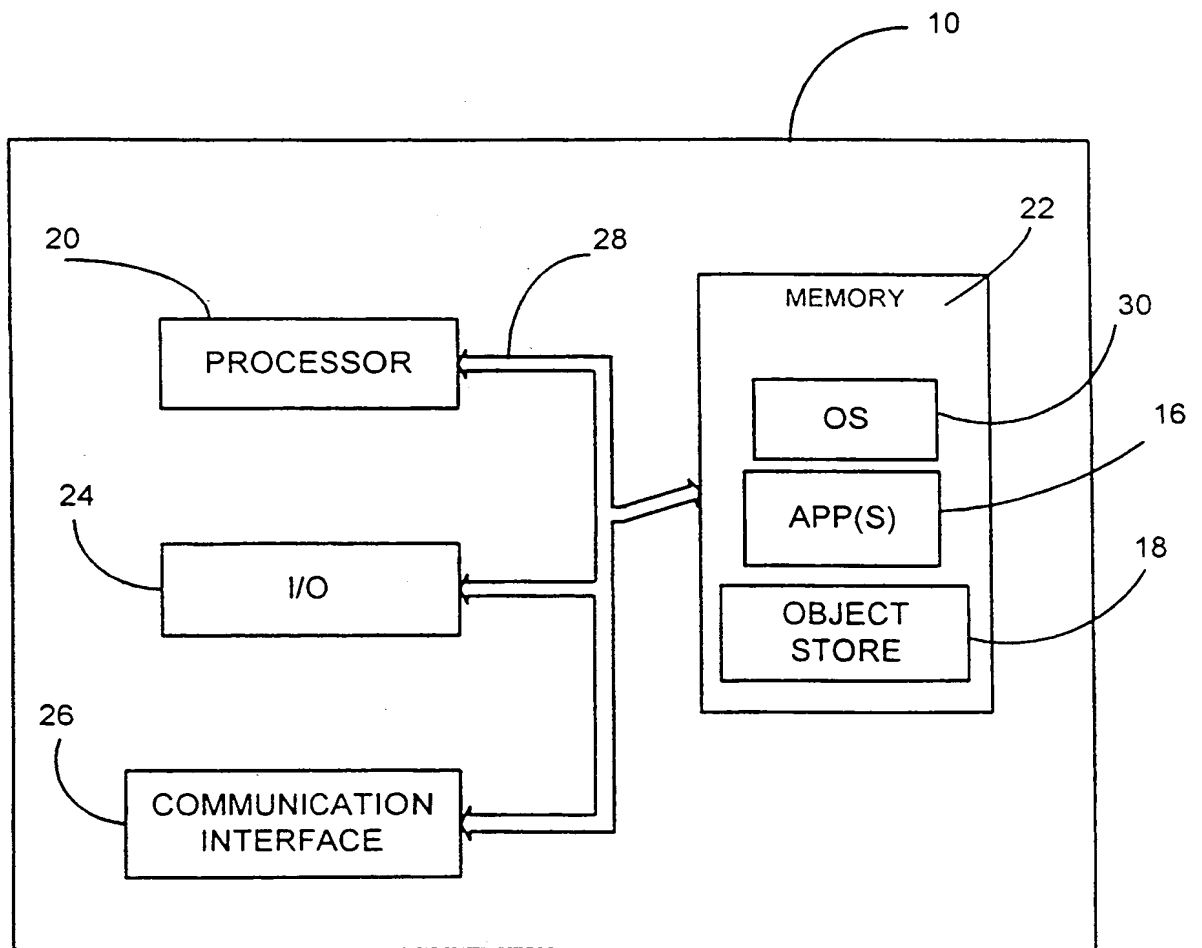 10
20
28
22
MEMORY
30
PROCESSOR
OS
16
24
APP(S)
I/O
18
OBJECT
STORE
26
COMMUNICATION
INTERFACE